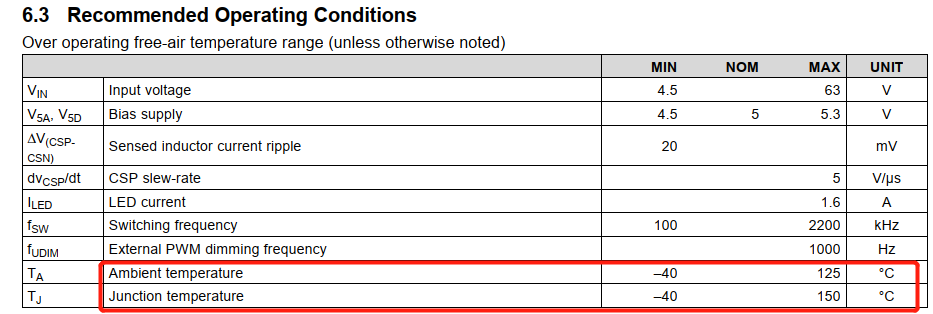 6.3 Recommended Operating Conditions
Over operating free-air temperature range (unless otherwise noted)
MIN NOM MAX UNIT
VIN Input voltage 4.5 63 V
V5A, V5D Bias supply 4.5 5 5.3 V
ΔV(CSP-
CSN) Sensed inductor current ripple 20 mV
dvCSP/dt CSP slew-rate 5 V/µs
ILED LED current 1.6 A
fSW Switching frequency 100 2200 kHz
fUDIM External PWM dimming frequency 1000 Hz
TA Ambient temperature –40 125 °C
TJ Junction temperature –40 150 °C